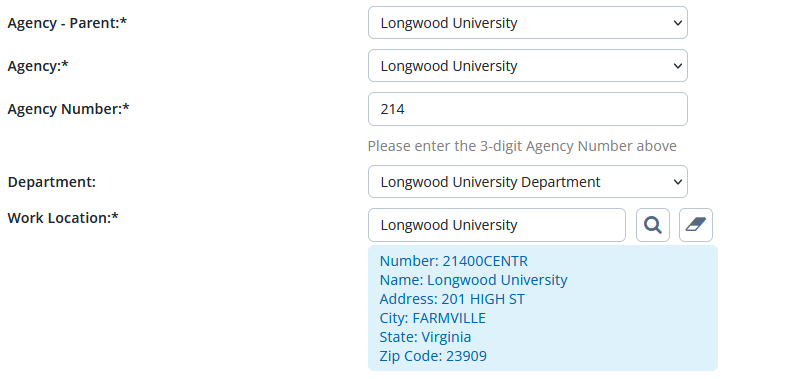 Agency - Parent:* Longwood University
Agency:* Longwood University
Agency Number:* 214
Please enter the 3-digit Agency Number above
Department: Longwood University Department
Work Location:* Longwood University
Number: 21400CENTR
Name: Longwood University
Address: 201 HIGH ST
City: FARMVILLE
State: Virginia
Zip Code: 23909